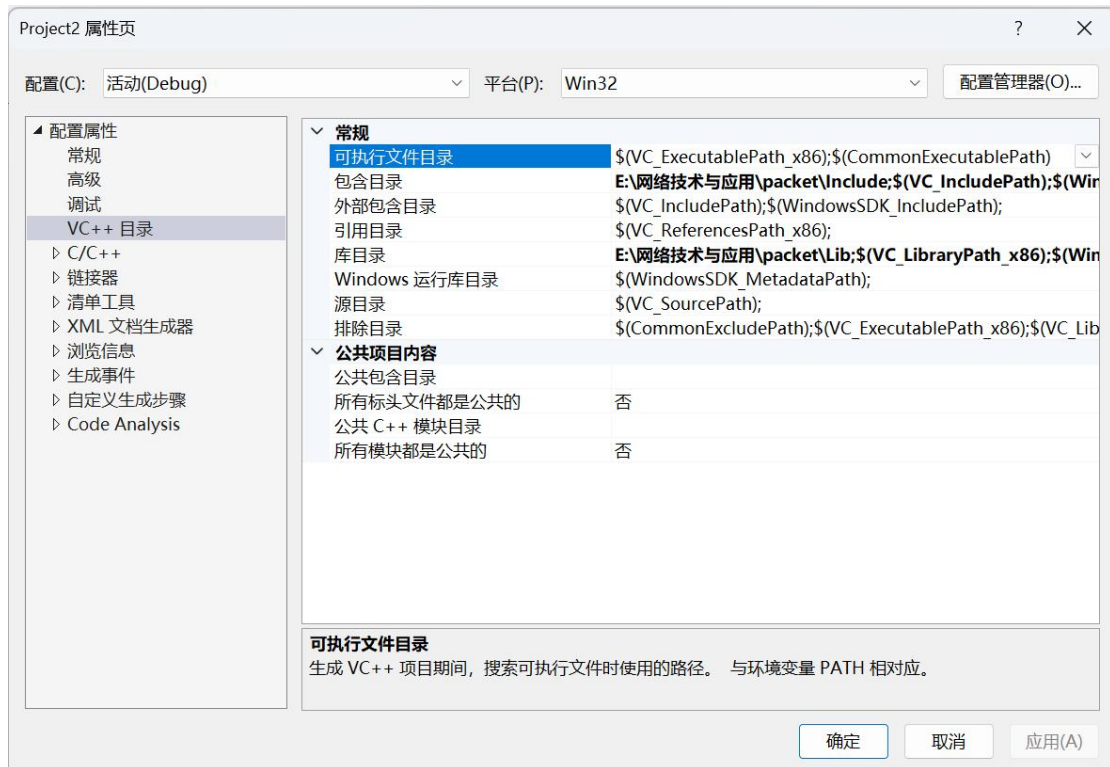 Project2 属性页
?
配置(C): 活动(Debug) 平台(P): Win32 配置管理器(O)...
配置属性
常规
高级
调试
VC++ 目录
C/C++
链接器
清单工具
XML 文档生成器
浏览信息
生成事件
自定义生成步骤
Code Analysis
常规
可执行文件目录 $(VC_ExecutablePath_x86);$(CommonExecutablePath)
包含目录 E:\网络技术与应用\packet\Include;$(VC_IncludePath);$(Win
外部包含目录 $(VC_IncludePath);$(WindowsSDK_IncludePath);
引用目录 $(VC_ReferencesPath_x86);
库目录 E:\网络技术与应用\packet\Lib;$(VC_LibraryPath_x86);$(Win
Windows 运行库目录 $(WindowsSDK_MetadataPath);
源目录 $(VC_SourcePath);
排除目录 $(CommonExcludePath);$(VC_ExecutablePath_x86);$(VC_Lib
公共项目内容
公共包含目录
所有标头文件都是公共的 否
公共 C++ 模块目录
所有模块都是公共的 否
可执行文件目录
生成 VC++ 项目期间，搜索可执行文件时使用的路径。 与环境变量 PATH 相对应。
确定 取消 应用(A)